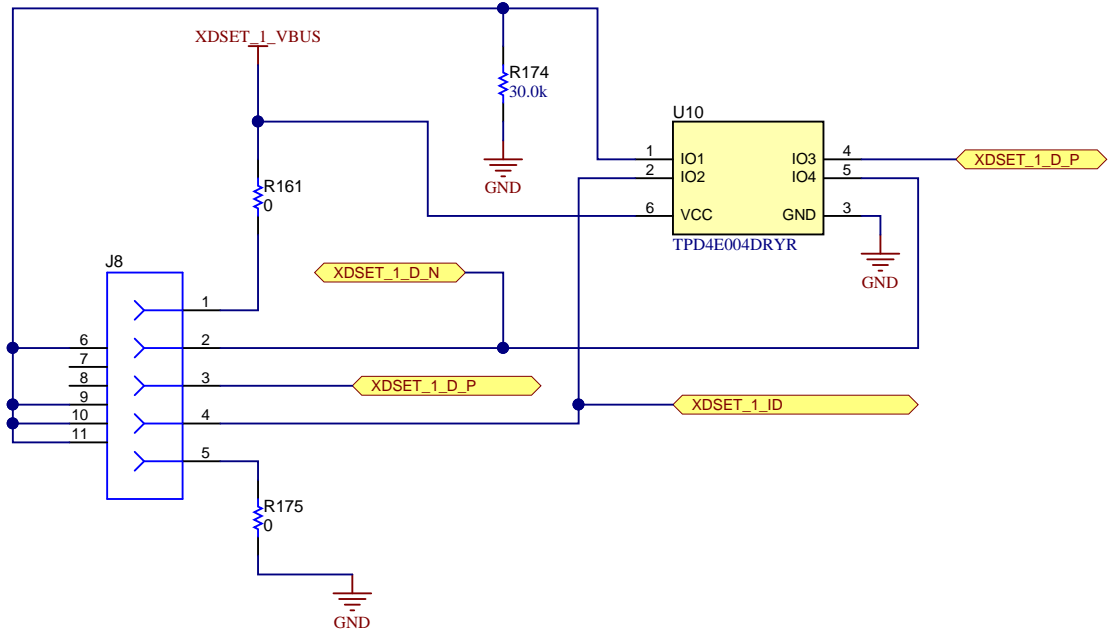 XDSET_1_VBUS
R174
30.0k
GND
R161
0
U10
1
IO1
IO3
4
XDSET_1_D_P
2
IO2
IO4
5
6
VCC
GND
3
TPD4E004DRYR
GND
J8
XDSET_1_D_N
1
6
2
7
8
3
XDSET_1_D_P
9
10
4
XDSET_1_ID
11
5
R175
0
GND